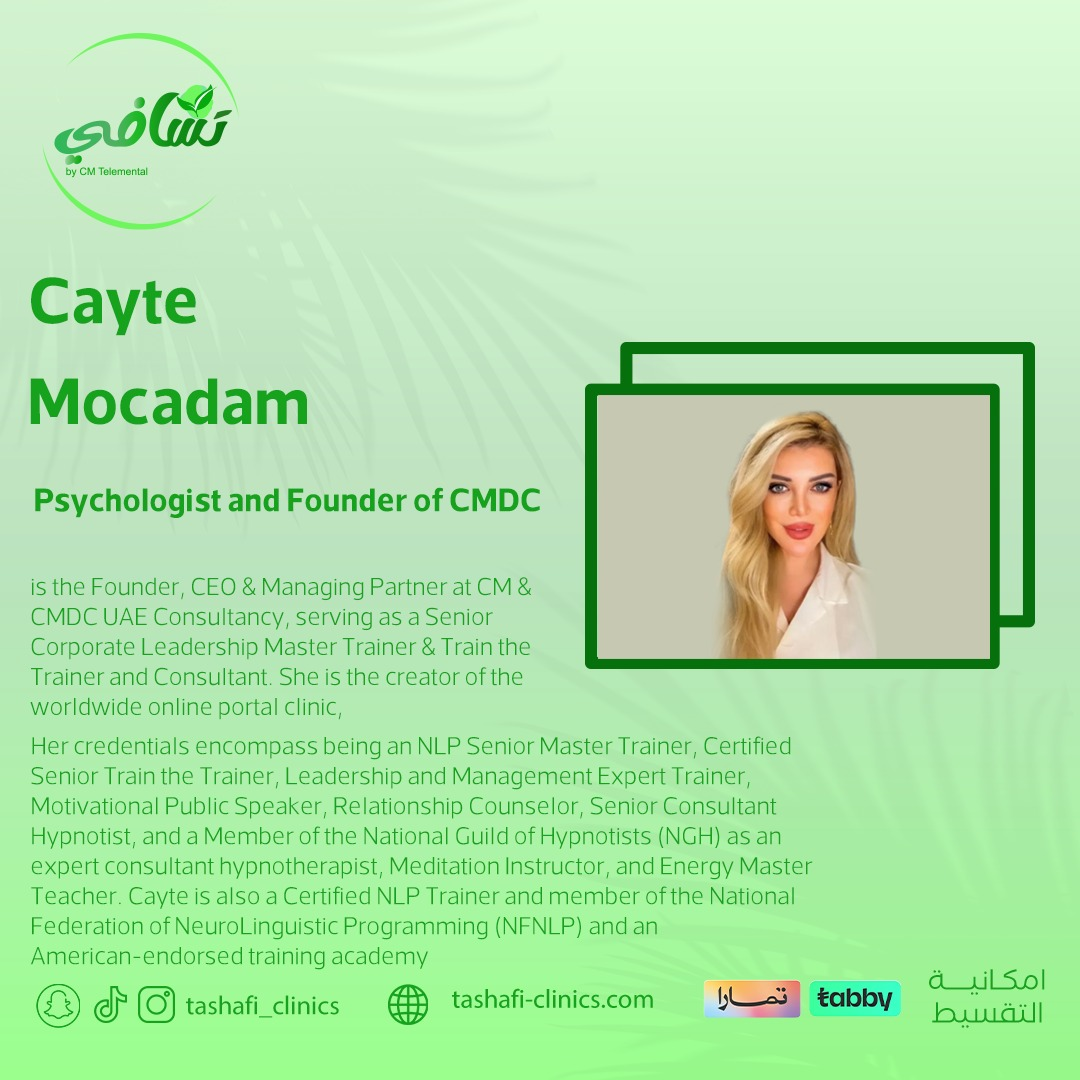 تشافي
by CM Telemental
Cayte
Mocadam
Psychologist and Founder of CMDC
is the Founder, CEO & Managing Partner at CM &
CMDC UAE Consultancy, serving as a Senior
Corporate Leadership Master Trainer & Train the
Trainer and Consultant. She is the creator of the
worldwide online portal clinic,
Her credentials encompass being an NLP Senior Master Trainer, Certified
Senior Train the Trainer, Leadership and Management Expert Trainer,
Motivational Public Speaker, Relationship Counselor, Senior Consultant
Hypnotist, and a Member of the National Guild of Hypnotists (NGH) as an
expert consultant hypnotherapist, Meditation Instructor, and Energy Master
Teacher. Cayte is also a Certified NLP Trainer and member of the National
Federation of NeuroLinguistic Programming (NFNLP) and an
American-endorsed training academy
tashafi_clinics tashafi-clinics.com تمارا tabby
امكانيــة
التقسيط